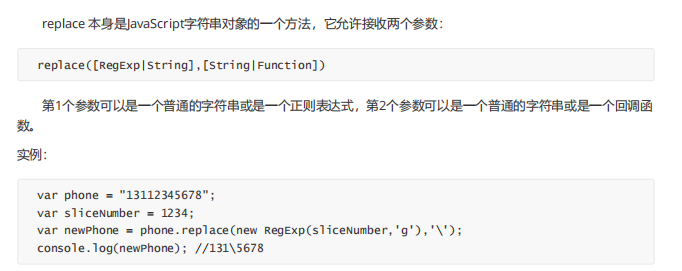 replace 本身是JavaScript字符串对象的一个方法，它允许接收两个参数：
replace([RegExp|String],[String|Function])
第1个参数可以是一个普通的字符串或是一个正则表达式，第2个参数可以是一个普通的字符串或是一个回调函
数。
实例：
var phone = "13112345678";
var sliceNumber = 1234;
var newPhone = phone.replace(new RegExp(sliceNumber,'g'),'\');
console.log(newPhone); //131\5678